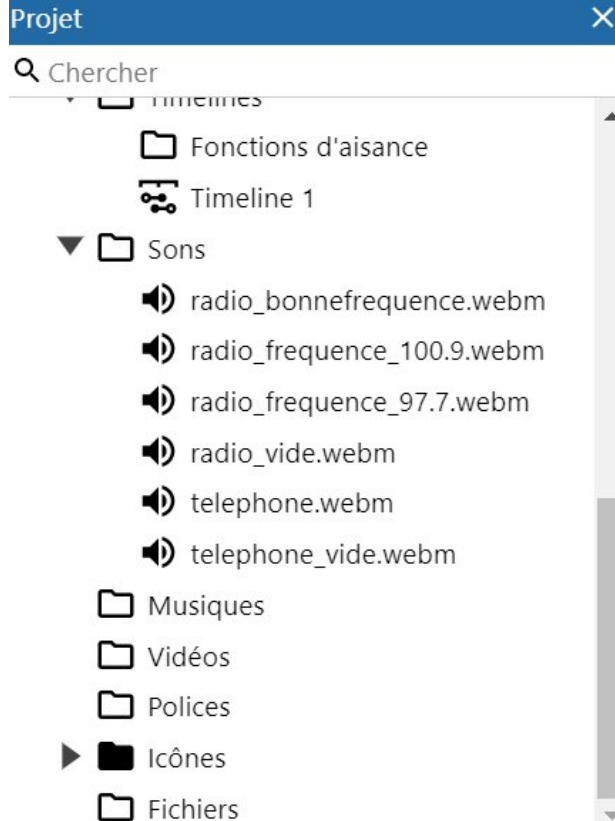 Projet
Chercher
Timelines
Fonctions d'aisance
Timeline 1
Sons
radio_bonnefrequence.webm
radio_frequence_100.9.webm
radio_frequence_97.7.webm
radio_vide.webm
telephone.webm
telephone_vide.webm
Musiques
Vidéos
Polices
Icônes
Fichiers